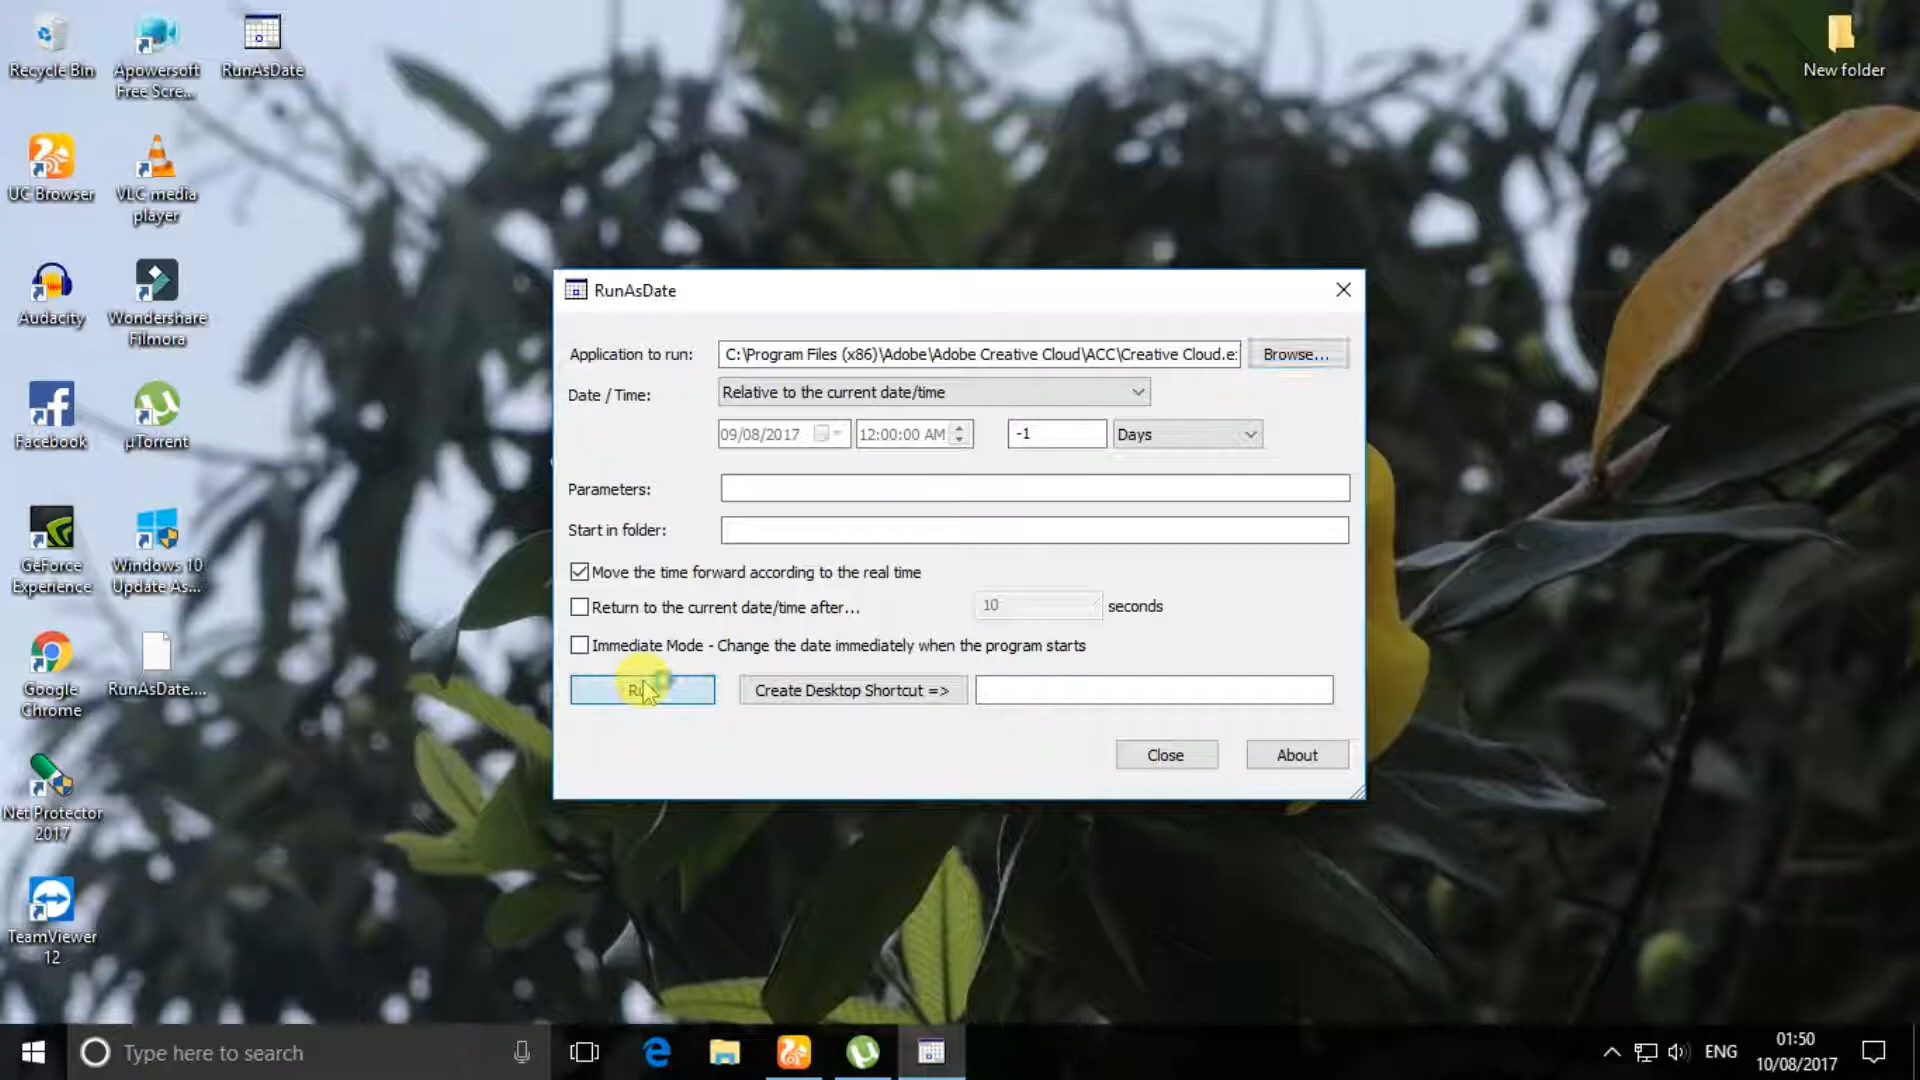 Recycle Bin
Apowersoft
Free Scre...
RunAsDate
New folder
UC Browser
VLC media
player
Audacity
Wondershare
Filmora
Facebook
µTorrent
GeForce
Experience
Windows 10
Update As...
Google
Chrome
RunAsDate....
Net Protector
2017
TeamViewer
12
RunAsDate
Application to run:
C:\Program Files (x86)\Adobe\Adobe Creative Cloud\ACC\Creative Cloud.e
Browse...
Date / Time:
Relative to the current date/time
09/08/2017
12:00:00 AM
-1
Days
Parameters:
Start in folder:
Move the time forward according to the real time
Return to the current date/time after...
10
seconds
Immediate Mode - Change the date immediately when the program starts
Create Desktop Shortcut =>
Close
About
Type here to search
ENG
01:50
10/08/2017